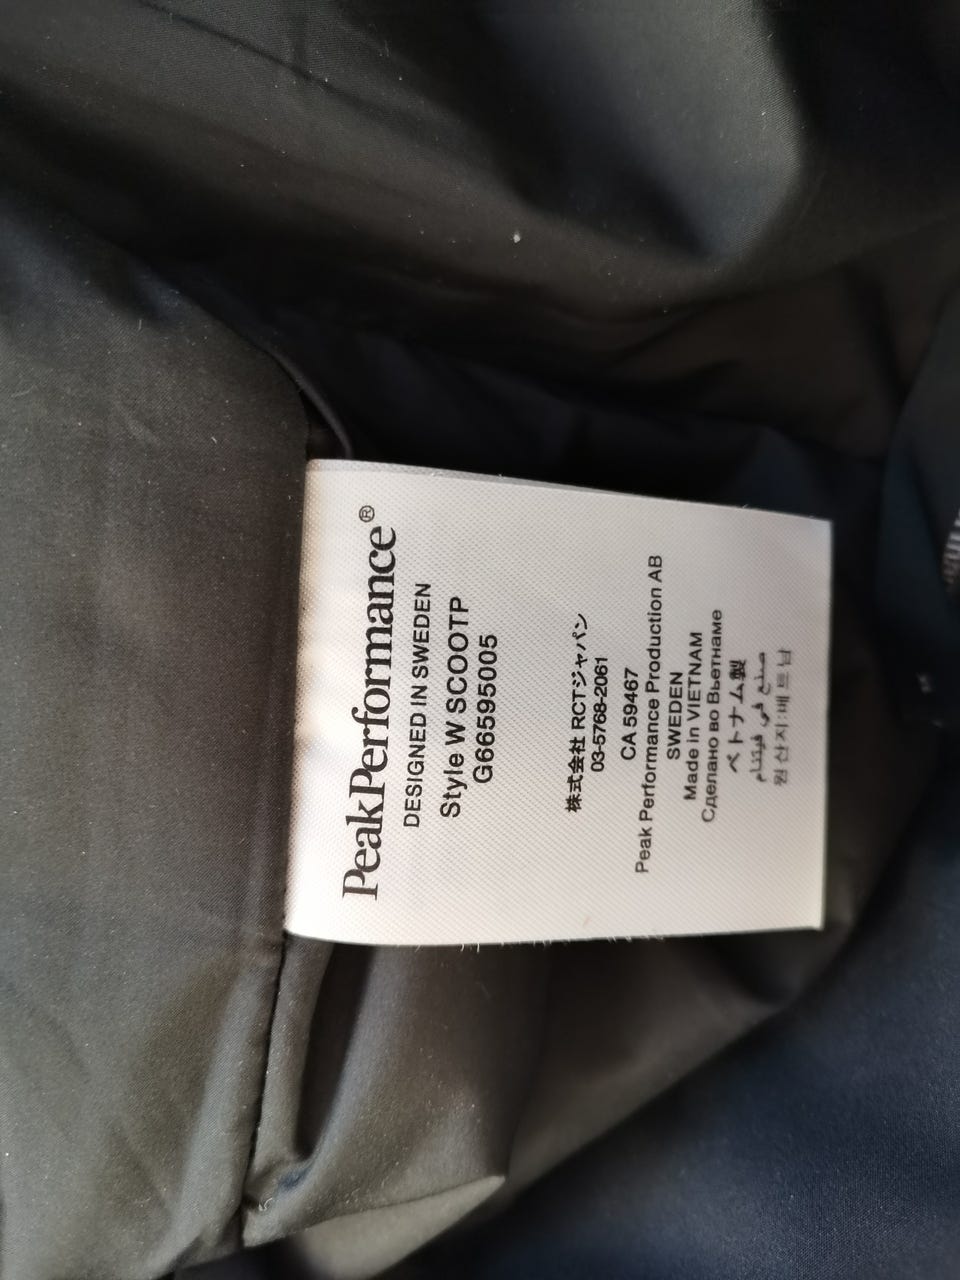 PeakPerformance®
DESIGNED IN SWEDEN
Style W SCOOTP
G66595005
株式会社 RCTジャパン
03-5768-2061
CA 59467
Peak Performance Production AB
SWEDEN
Made in VIETNAM
Сделано во Вьетнаме
ベトナム製
صنع في فيتنام
원산지:베트남